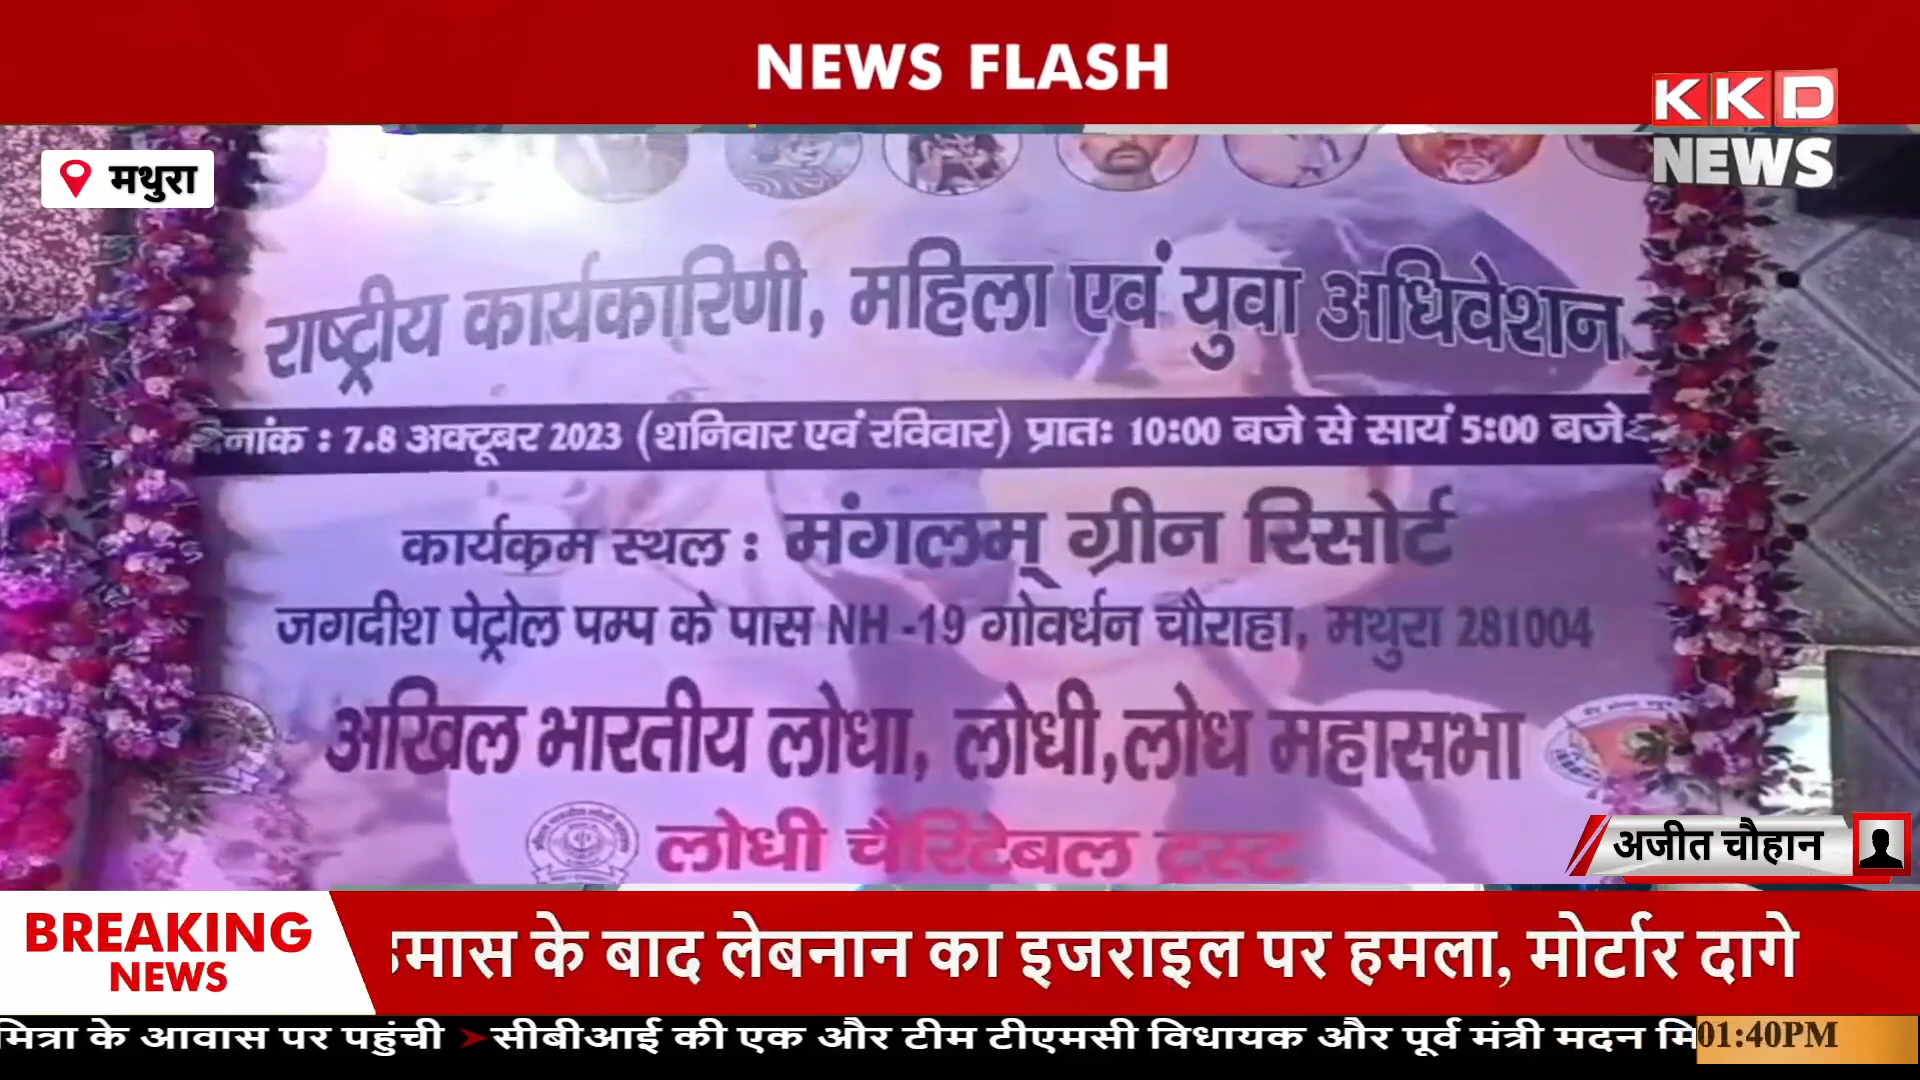 NEWS FLASH
KKD
NEWS
मथुरा
राष्ट्रीय कार्यकारिणी, महिला एवं युवा अधिवेशन
: 7.8 अक्टूबर 2023 (शनिवार एवं रविवार) प्रातः 10:00 बजे से सायं 5:00 बजे
कार्यक्रम स्थल : मंगलम् ग्रीन रिसोर्ट
जगदीश पेट्रोल पम्प के पास NH -19 गोवर्धन चौराहा, मथुरा 281004
अखिल भारतीय लोधा, लोधी,लोध महासभा
लोधी चैरिटेबल ट्रस्ट
अजीत चौहान
BREAKING
NEWS
के बाद लेबनान का इजराइल पर हमला, मोर्टार दागे
मित्रा के आवास पर पहुंची ➤सीबीआई की एक और टीम टीएमसी विधायक और पूर्व मंत्री मदन मि
01:40PM